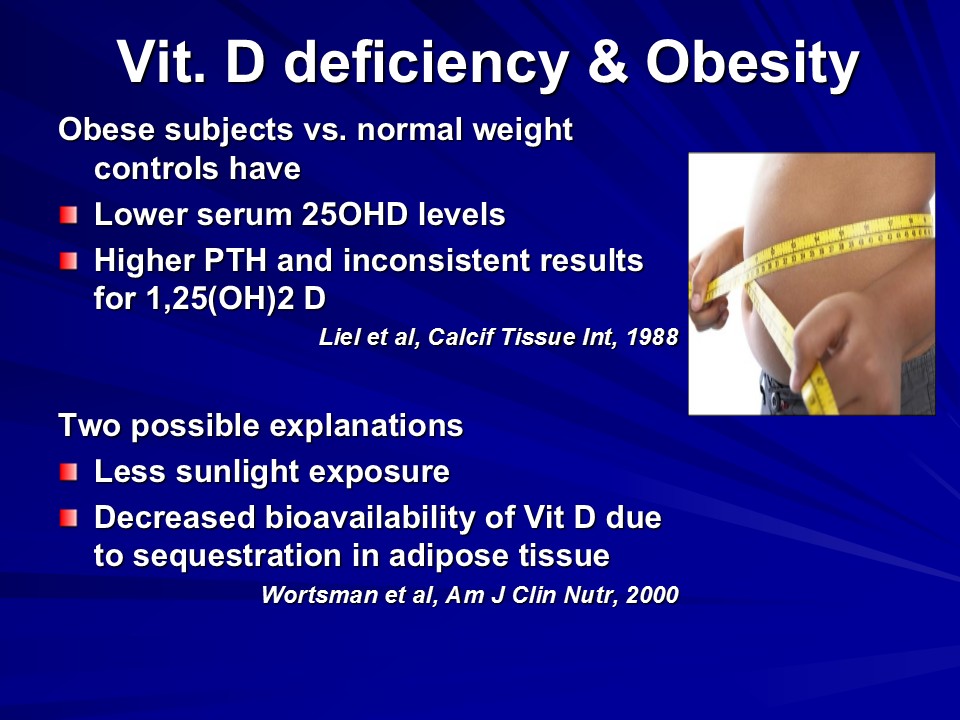 Vit. D deficiency & Obesity
Obese subjects vs. normal weight
controls have
Lower serum 25OHD levels
Higher PTH and inconsistent results
for 1,25(OH)2 D
Liel et al, Calcif Tissue Int, 1988
Two possible explanations
Less sunlight exposure
Decreased bioavailability of Vit D due
to sequestration in adipose tissue
Wortsman et al, Am J Clin Nutr, 2000